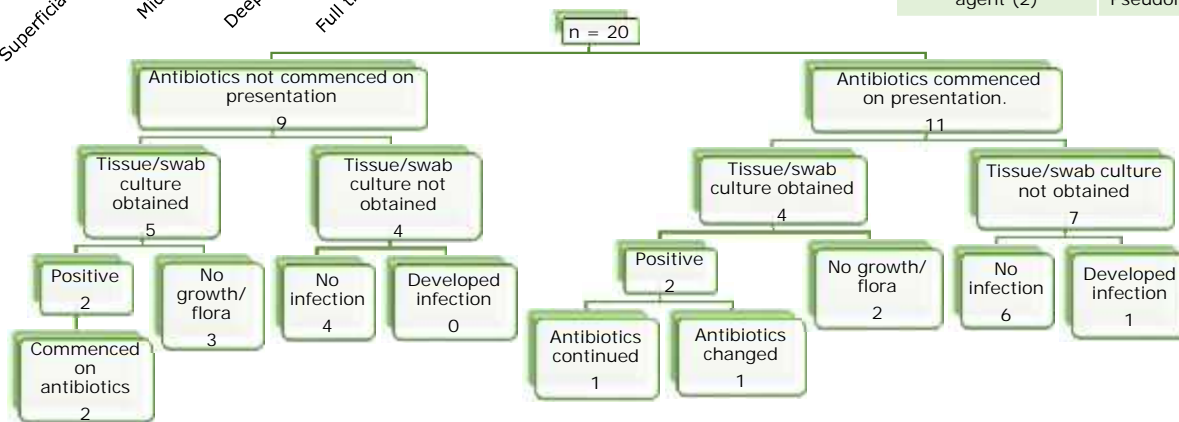 Superficial
Deep
agent (2)
n = 20
Antibiotics not commenced on
presentation
9
Antibiotics commenced
on presentation.
11
Tissue/swab
culture
obtained
5
Tissue/swab
culture not
obtained
4
Tissue/swab
culture obtained
4
Tissue/swab culture
not obtained
7
Positive
2
No
growth/
flora
3
No
infection
4
Developed
infection
0
Positive
2
No growth/
flora
2
No
infection
6
Developed
infection
1
Commenced
on
antibiotics
2
Antibiotics
continued
1
Antibiotics
changed
1